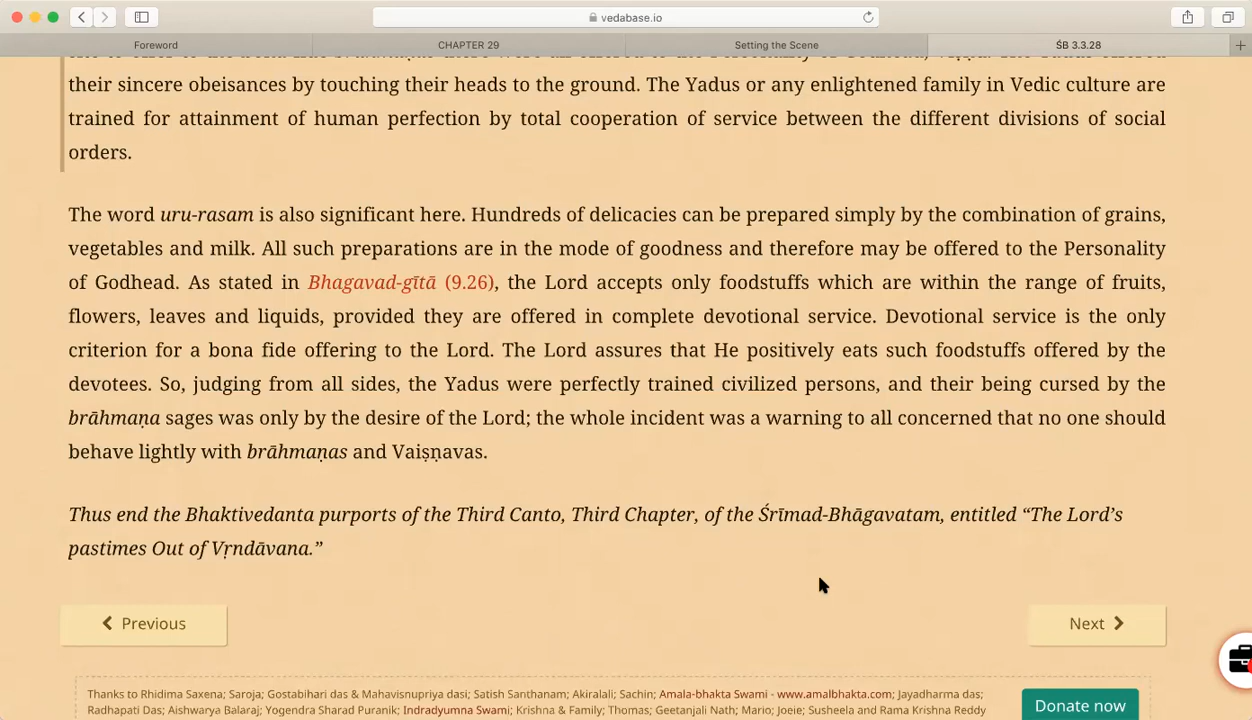 vedabase.io
Foreword
CHAPTER 29
Setting the Scene
ŚB 3.3.28
their sincere obeisances by touching their heads to the ground. The Yadus or any enlightened family in Vedic culture are
trained for attainment of human perfection by total cooperation of service between the different divisions of social
orders.
The word uru-rasam is also significant here. Hundreds of delicacies can be prepared simply by the combination of grains,
vegetables and milk. All such preparations are in the mode of goodness and therefore may be offered to the Personality
of Godhead. As stated in Bhagavad-gītā (9.26), the Lord accepts only foodstuffs which are within the range of fruits,
flowers, leaves and liquids, provided they are offered in complete devotional service. Devotional service is the only
criterion for a bona fide offering to the Lord. The Lord assures that He positively eats such foodstuffs offered by the
devotees. So, judging from all sides, the Yadus were perfectly trained civilized persons, and their being cursed by the
brāhmaṇa sages was only by the desire of the Lord; the whole incident was a warning to all concerned that no one should
behave lightly with brāhmaṇas and Vaiṣṇavas.
Thus end the Bhaktivedanta purports of the Third Canto, Third Chapter, of the Śrīmad-Bhāgavatam, entitled “The Lord’s
pastimes Out of Vṛndāvana.”
Previous
Next
Thanks to Rhidima Saxena; Saroja; Gostabihari das & Mahavisnupriya dasi; Satish Santhanam; Akiralali; Sachin; Amala-bhakta Swami - www.amalbhakta.com; Jayadharma das;
Radhapati Das; Aishwarya Balaraj; Yogendra Sharad Puranik; Indradyumna Swami; Krishna & Family; Thomas; Geetanjali Nath; Mario; Joeie; Susheela and Rama Krishna Reddy
Donate now